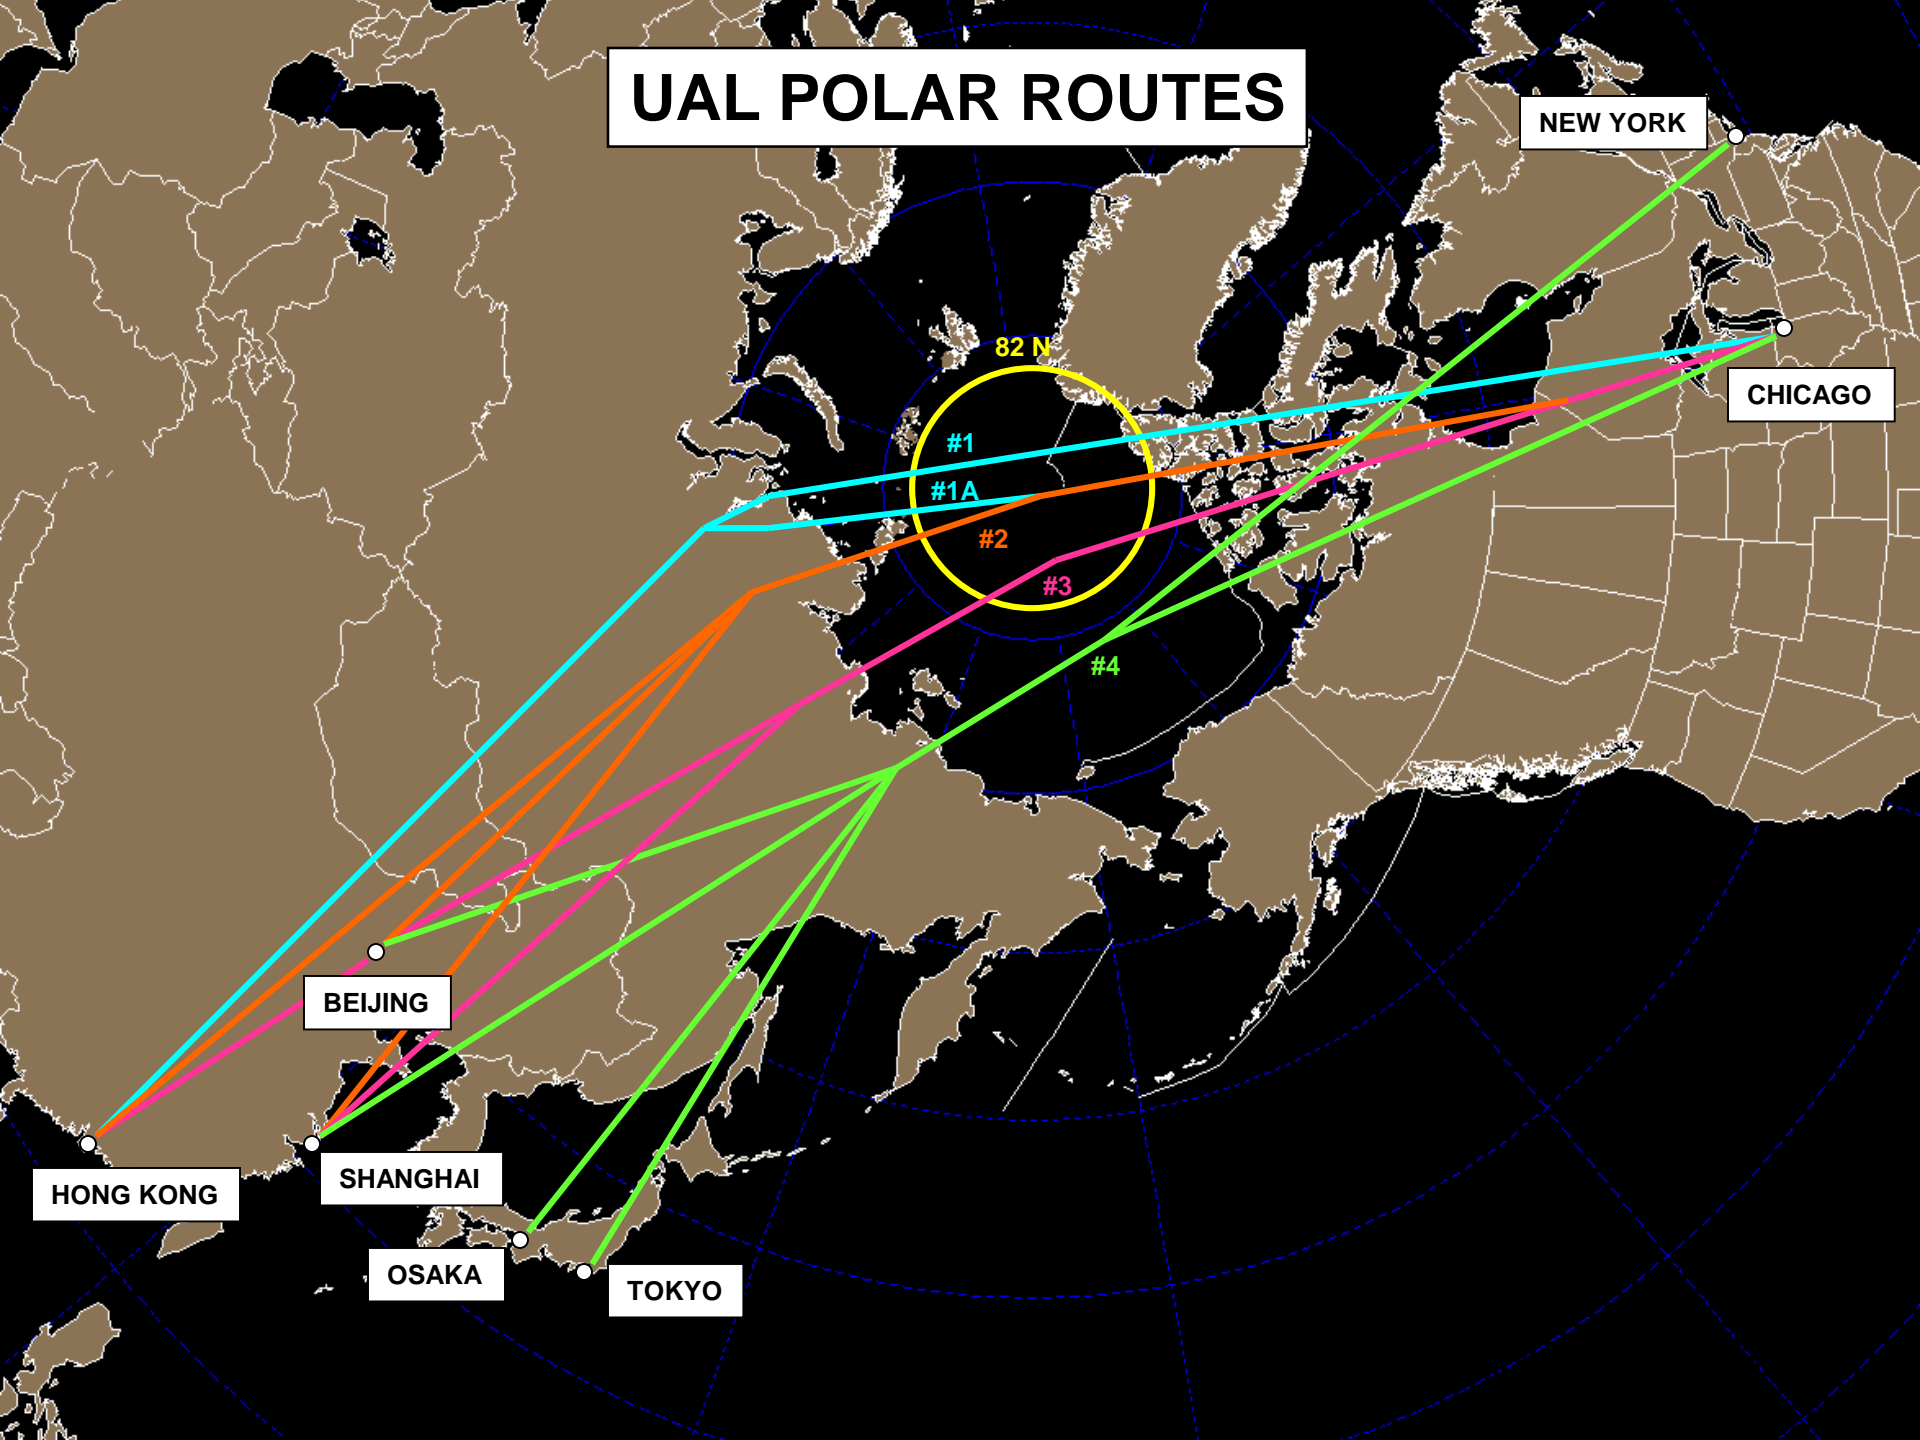 UAL POLAR ROUTES
NEW YORK
82 N
CHICAGO
#1
#1A
#2
#3
#4
BEIJING
SHANGHAI
HONG KONG
OSAKA
TOKYO